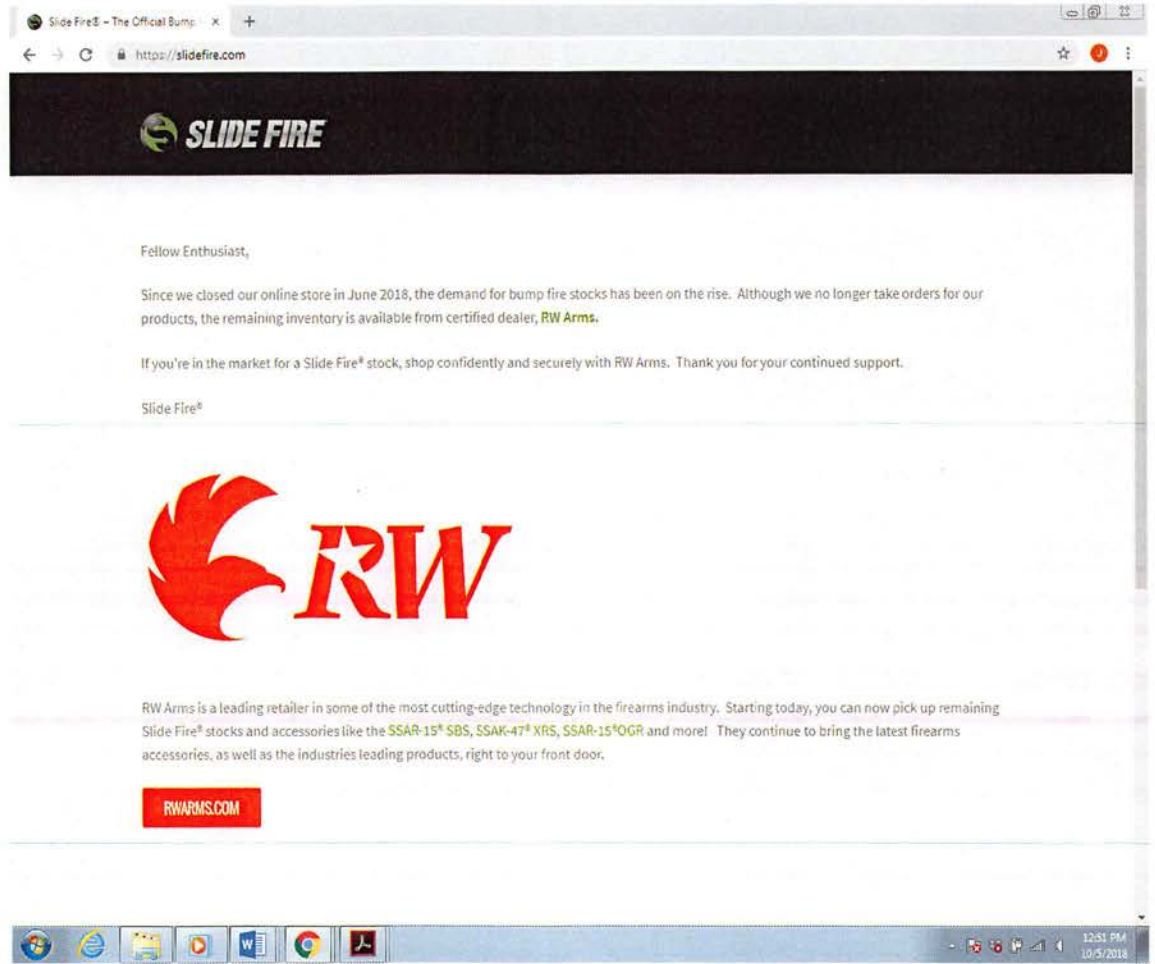 Slide Fire® – The Official Bump
https://slidefire.com
SLIDE FIRE
Fellow Enthusiast,
Since we closed our online store in June 2018, the demand for bump fire stocks has been on the rise. Although we no longer take orders for our
products, the remaining inventory is available from certified dealer, RW Arms.
If you're in the market for a Slide Fire® stock, shop confidently and securely with RW Arms. Thank you for your continued support.
Slide Fire®
RW
RW Arms is a leading retailer in some of the most cutting-edge technology in the firearms industry. Starting today, you can now pick up remaining
Slide Fire® stocks and accessories like the SSAR-15® SBS, SSAK-47® XRS, SSAR-15®OGR and more! They continue to bring the latest firearms
accessories, as well as the industries leading products, right to your front door.
RWARMS.COM
12:51 PM
10/5/2018